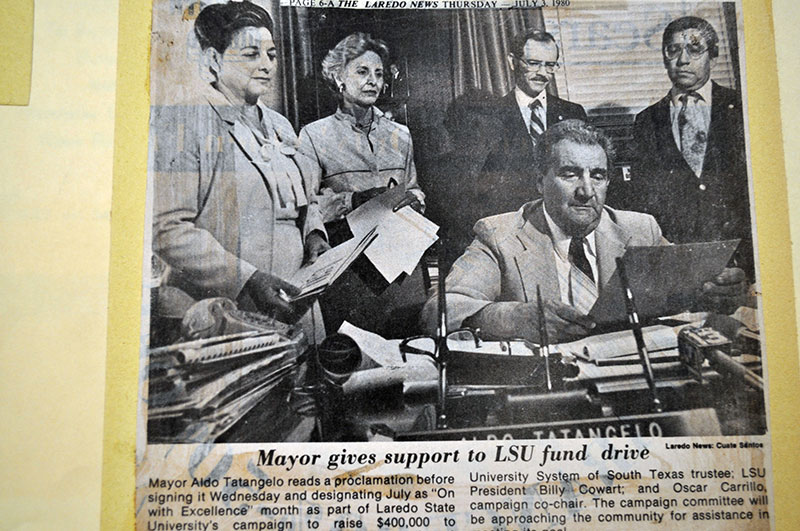 PAGE 6-A THE LAREDO NEWS THURSDAY JULY 3, 1980
ALDO TATANGELO
Laredo News: Cuate Santos
Mayor gives support to LSU fund drive
Mayor Aldo Tatangelo reads a proclamation before
signing it Wednesday and designating July as "On
with Excellence" month as part of Laredo State
University's campaign to raise $400,000 to
University System of South Texas trustee; LSU
President Billy Cowart; and Oscar Carrillo,
campaign co-chair. The campaign committee will
be approaching the community for assistance in